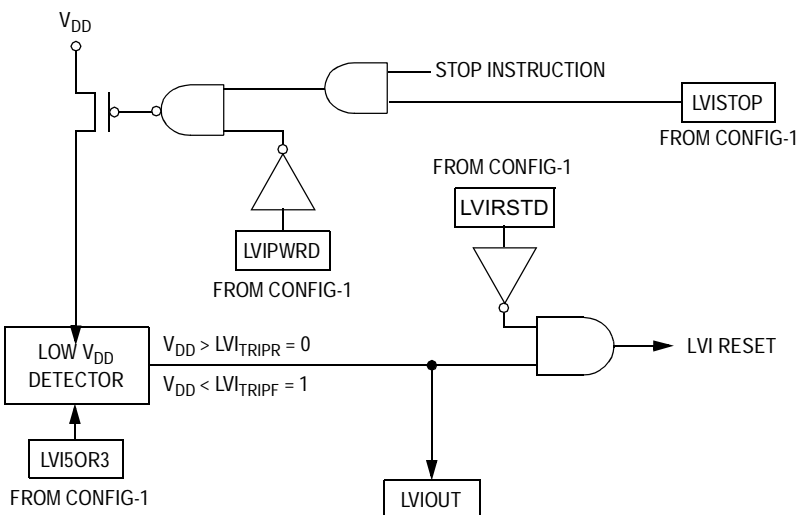 VDD
STOP INSTRUCTION
LVISTOP
FROM CONFIG-1
FROM CONFIG-1
LVIRSTD
LVIPWRD
FROM CONFIG-1
LOW VDD
DETECTOR
VDD > LVITRIPR = 0
VDD < LVITRIPF = 1
LVI RESET
LVI5OR3
FROM CONFIG-1
LVIOUT